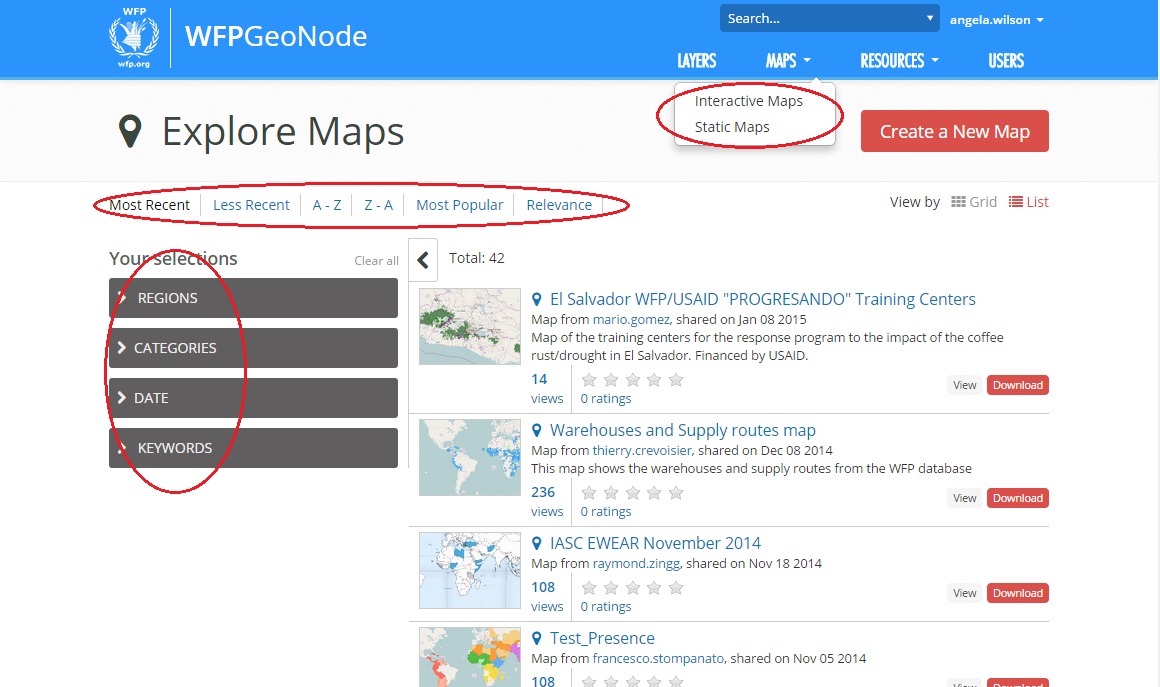 WFP
wfp.org
WFPGeoNode
Search...
angela.wilson
LAYERS
MAPS
RESOURCES
USERS
Interactive Maps
Static Maps
Explore Maps
Create a New Map
Most Recent
Less Recent
A - Z
Z - A
Most Popular
Relevance
View by
Grid
List
Your selections
Clear all
REGIONS
CATEGORIES
DATE
KEYWORDS
Total: 42
El Salvador WFP/USAID "PROGRESANDO" Training Centers
Map from mario.gomez, shared on Jan 08 2015
Map of the training centers for the response program to the impact of the coffee
rust/drought in El Salvador. Financed by USAID.
14
views
0 ratings
View
Download
Warehouses and Supply routes map
Map from thierry.crevoisier, shared on Dec 08 2014
This map shows the warehouses and supply routes from the WFP database
236
views
0 ratings
View
Download
IASC EWEAR November 2014
Map from raymond.zingg, shared on Nov 18 2014
108
views
0 ratings
View
Download
Test_Presence
Map from francesco.stompanato, shared on Nov 05 2014
108
View
Download